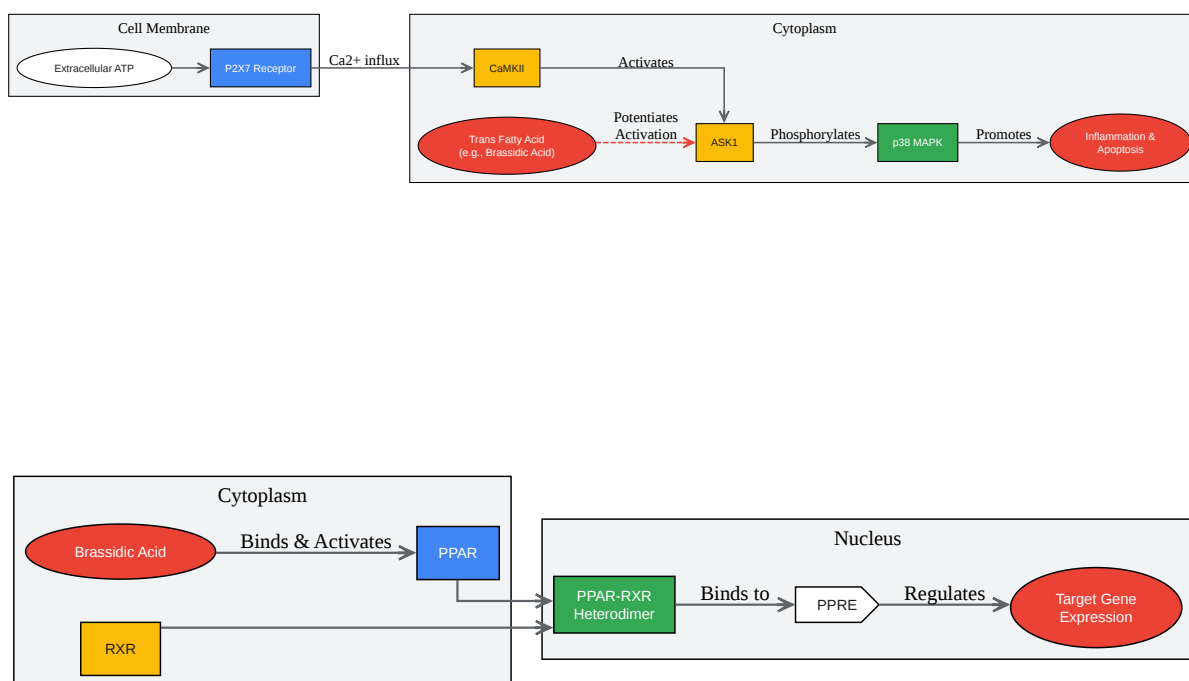 Cell Membrane
Extracellular ATP
P2X7 Receptor
Ca2+ influx
Cytoplasm
CaMKII
Activates
Trans Fatty Acid
(e.g., Brassidic Acid)
Potentiates
Activation
ASK1
Phosphorylates
p38 MAPK
Promotes
Inflammation &
Apoptosis
Cytoplasm
Brassidic Acid
Binds & Activates
PPAR
RXR
Nucleus
PPAR-RXR
Heterodimer
Binds to
PPRE
Regulates
Target Gene
Expression